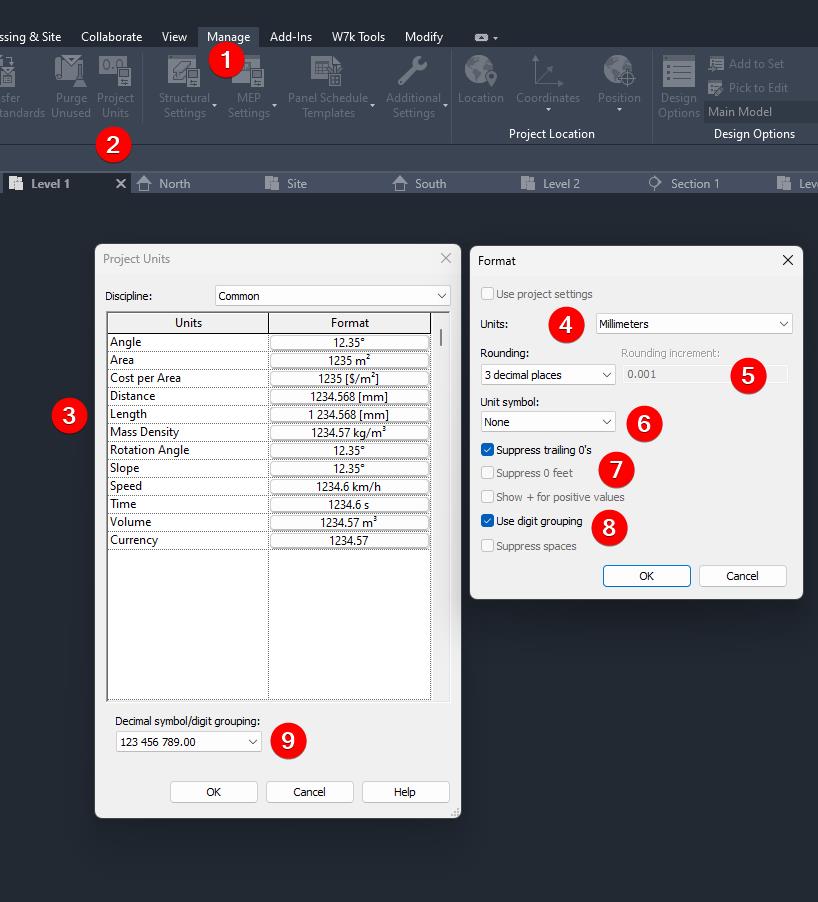 ssing & Site Collaborate View Manage Add-Ins W7k Tools Modify
1
sfer Purge Project Structural MEP Panel Schedule Additional Location Coordinates Position Design Add to Set
tandards Unused Units Settings Settings Templates Settings Options Pick to Edit
Main Model
Project Location Design Options
2
Level 1 North Site South Level 2 Section 1 Lev
Project Units
Discipline: Common
Units Format
Angle 12.35°
Area 1235 m²
Cost per Area 1235 [$/m²]
Distance 1234.568 [mm]
3
Length 1 234.568 [mm]
Mass Density 1234.57 kg/m³
Rotation Angle 12.35°
Slope 12.35°
Speed 1234.6 km/h
Time 1234.6 s
Volume 1234.57 m³
Currency 1234.57
Decimal symbol/digit grouping:
123 456 789.00
9
OK Cancel Help
Format
Use project settings
Units: 4 Millimeters
Rounding: Rounding increment:
3 decimal places 0.001 5
Unit symbol:
None 6
Suppress trailing 0's
Suppress 0 feet 7
Show + for positive values
Use digit grouping 8
Suppress spaces
OK Cancel